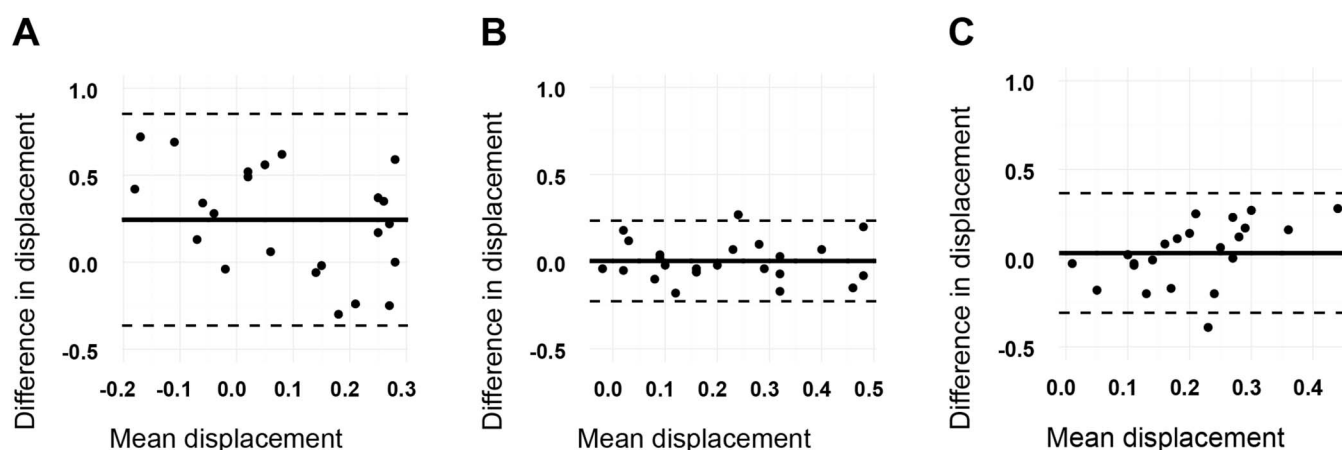 A
Difference in displacement
1.0
0.5
0.0
-0.5
-0.2 -0.1 0.0 0.1 0.2 0.3
Mean displacement
B
Difference in displacement
1.0
0.5
0.0
-0.5
0.0 0.1 0.2 0.3 0.4 0.5
Mean displacement
C
Difference in displacement
1.0
0.5
0.0
-0.5
0.0 0.1 0.2 0.3 0.4
Mean displacement